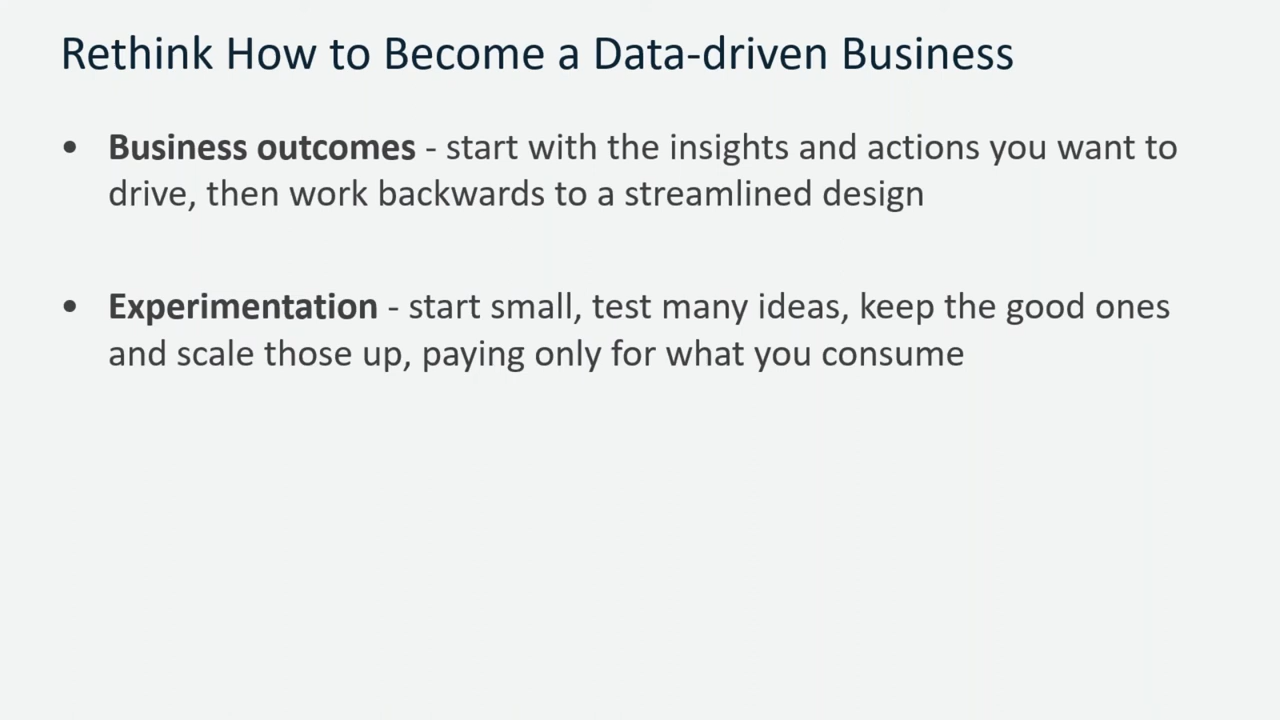 Rethink How to Become a Data-driven Business
• Business outcomes - start with the insights and actions you want to
drive, then work backwards to a streamlined design
• Experimentation - start small, test many ideas, keep the good ones
and scale those up, paying only for what you consume